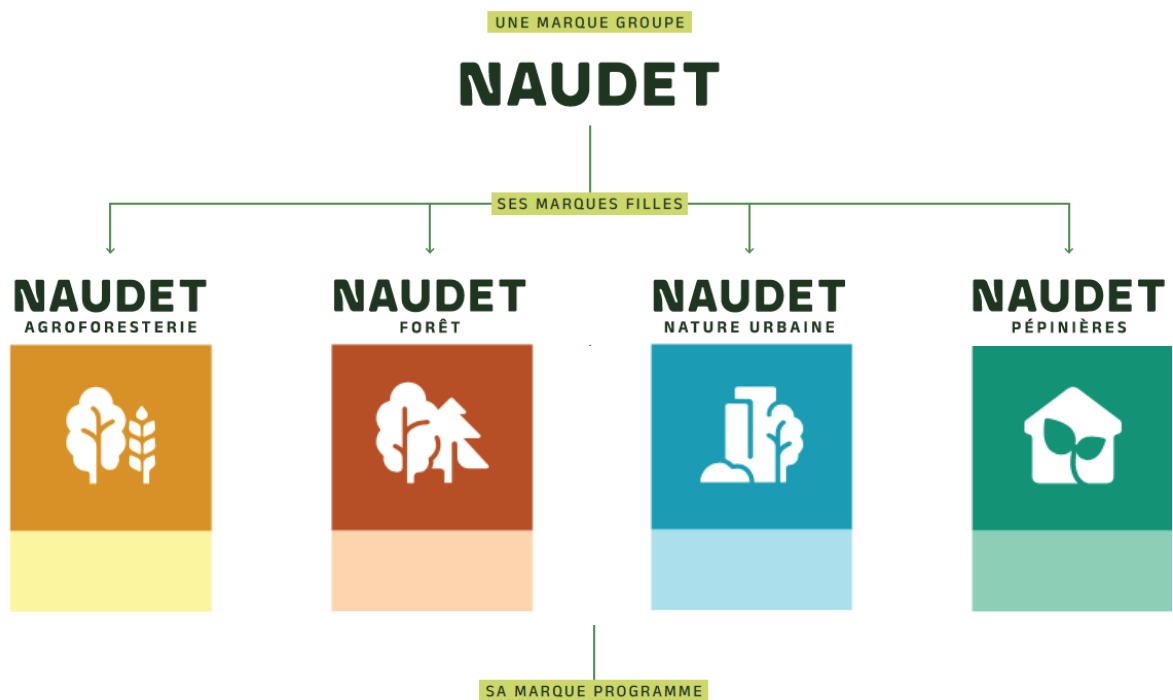 UNE MARQUE GROUPE
NAUDET
SES MARQUES FILLES
NAUDET
AGROFORESTERIE
NAUDET
FORÊT
NAUDET
NATURE URBAINE
NAUDET
PÉPINIÈRES
SA MARQUE PROGRAMME